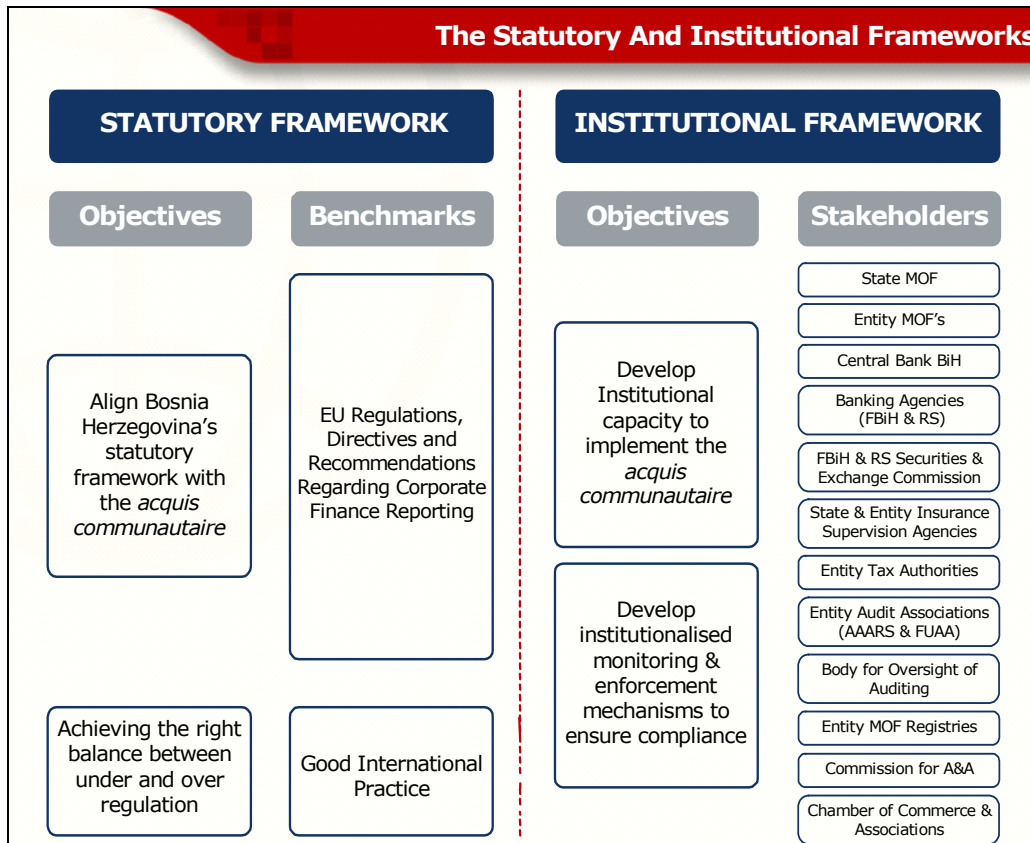 The Statutory And Institutional Frameworks
STATUTORY FRAMEWORK
Objectives
Benchmarks
Align Bosnia
Herzegovina's
statutory
framework with
the acquis
communautaire
EU Regulations,
Directives and
Recommendations
Regarding Corporate
Finance Reporting
Achieving the right
balance between
under and over
regulation
Good International
Practice
INSTITUTIONAL FRAMEWORK
Objectives
Stakeholders
Develop
Institutional
capacity to
implement the
acquis
communautaire
Develop
institutionalised
monitoring &
enforcement
mechanisms to
ensure compliance
State MOF
Entity MOF's
Central Bank BiH
Banking Agencies
(FBiH & RS)
FBiH & RS Securities &
Exchange Commission
State & Entity Insurance
Supervision Agencies
Entity Tax Authorities
Entity Audit Associations
(AAARS & FUAA)
Body for Oversight of
Auditing
Entity MOF Registries
Commission for A&A
Chamber of Commerce &
Associations